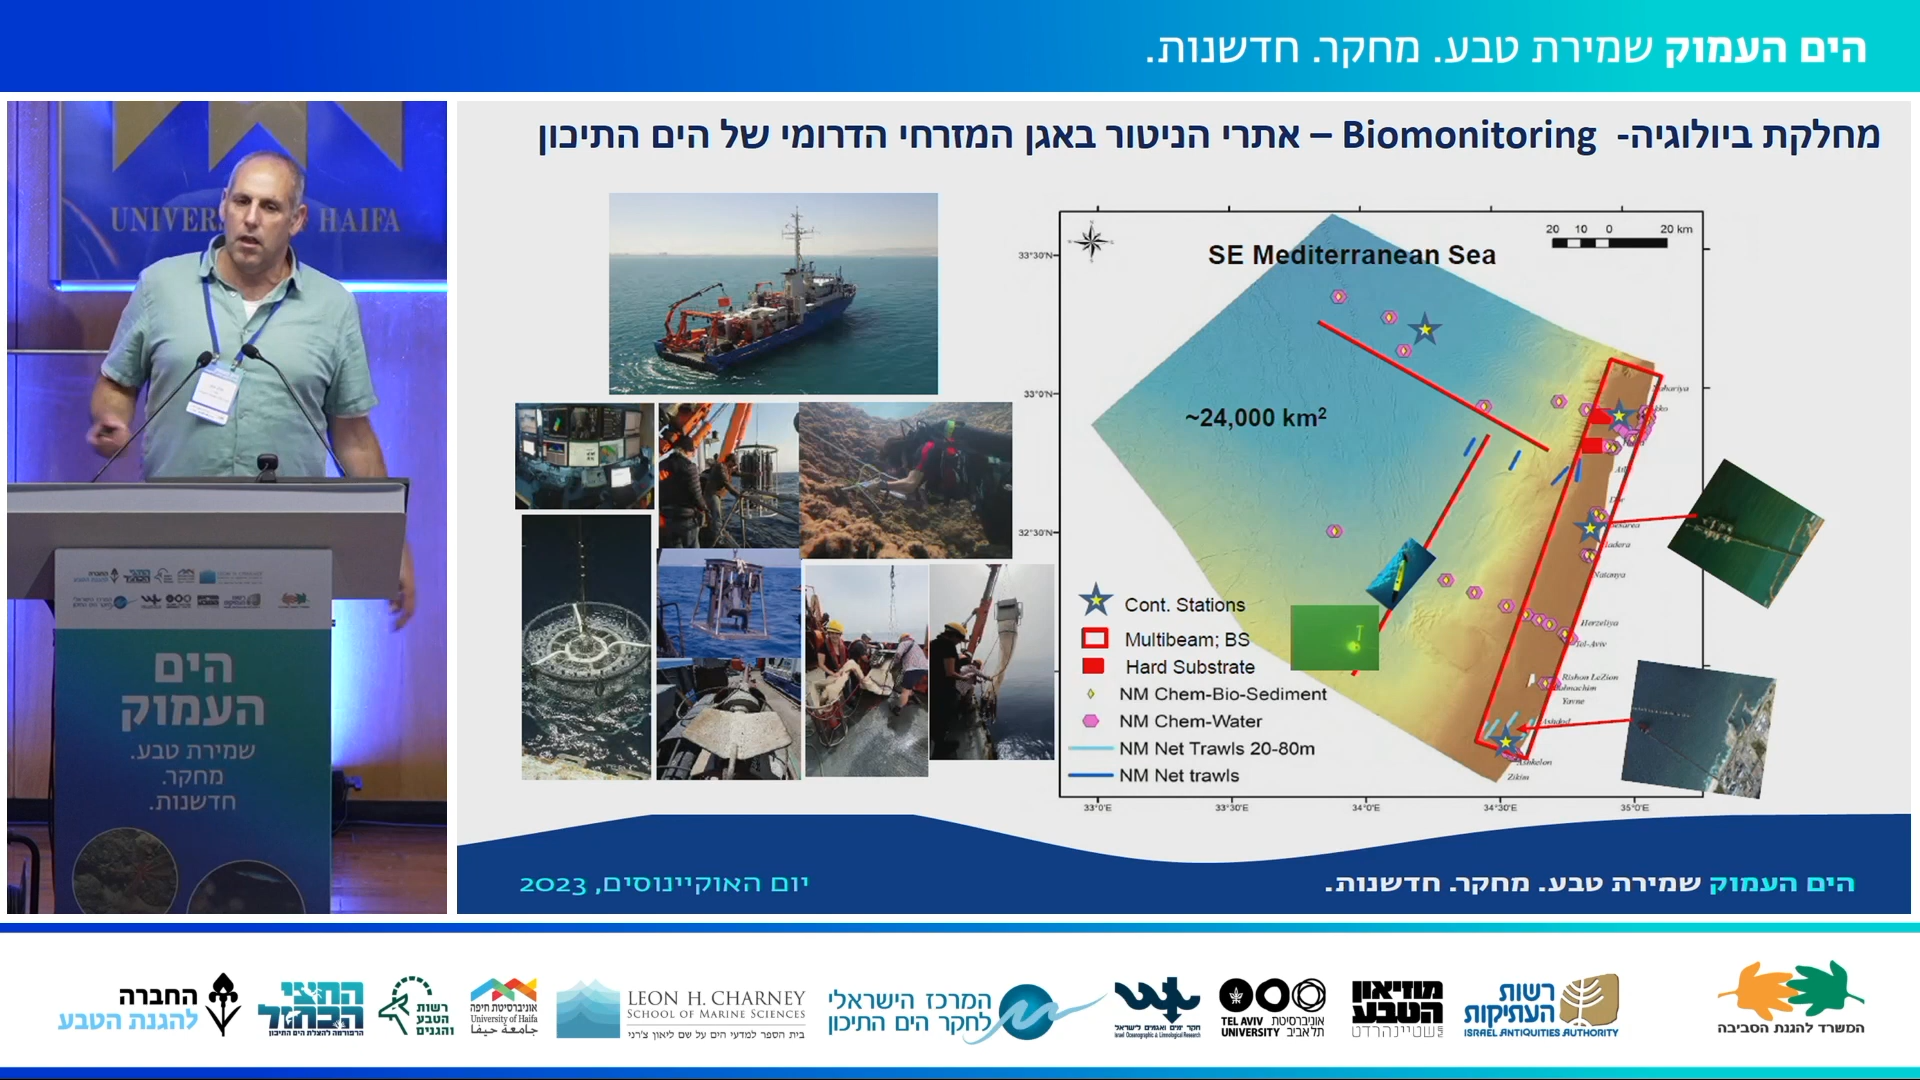 הים העמוק שמירת טבע. מחקר. חדשנות.
UNIVERS OF HAIFA
הים
העמוק
שמירת טבע.
מחקר.
חדשנות.
מחלקת ביולוגיה- Biomonitoring – אתרי הניטור באגן המזרחי הדרומי של הים התיכון
SE Mediterranean Sea
20 10 0 20 km
33°30'N
33°0'N
32°30'N
~24,000 km²
Nahariya
Akko
Hadera
Natanya
Herzeliya
Tel-Aviv
Rishon LeZion
Palmachim
Yavne
Ashdod
Ashkelon
Zikim
Cont. Stations
Multibeam; BS
Hard Substrate
NM Chem-Bio-Sediment
NM Chem-Water
NM Net Trawls 20-80m
NM Net trawls
33°0'E 33°30'E 34°0'E 34°30'E 35°0'E
יום האוקיינוסים, 2023
הים העמוק שמירת טבע. מחקר. חדשנות.
החברה
להגנת הטבע
החצי
הכחול
הרפורמה להצלת הים התיכון
רשות
הטבע
והגנים
אוניברסיטת חיפה
University of Haifa
جامعة حيفا
LEON H. CHARNEY
SCHOOL OF MARINE SCIENCES
בית הספר למדעי הים על שם ליאון צ'רני
המרכז הישראלי
לחקר הים התיכון
חקר ימים ואגמים לישראל
Israel Oceanographic & Limnological Research
TEL AVIV UNIVERSITY
אוניברסיטת תל אביב
מוזיאון
הטבע
שטיינהרדט
רשות
העתיקות
ISRAEL ANTIQUITIES AUTHORITY
המשרד להגנת הסביבה